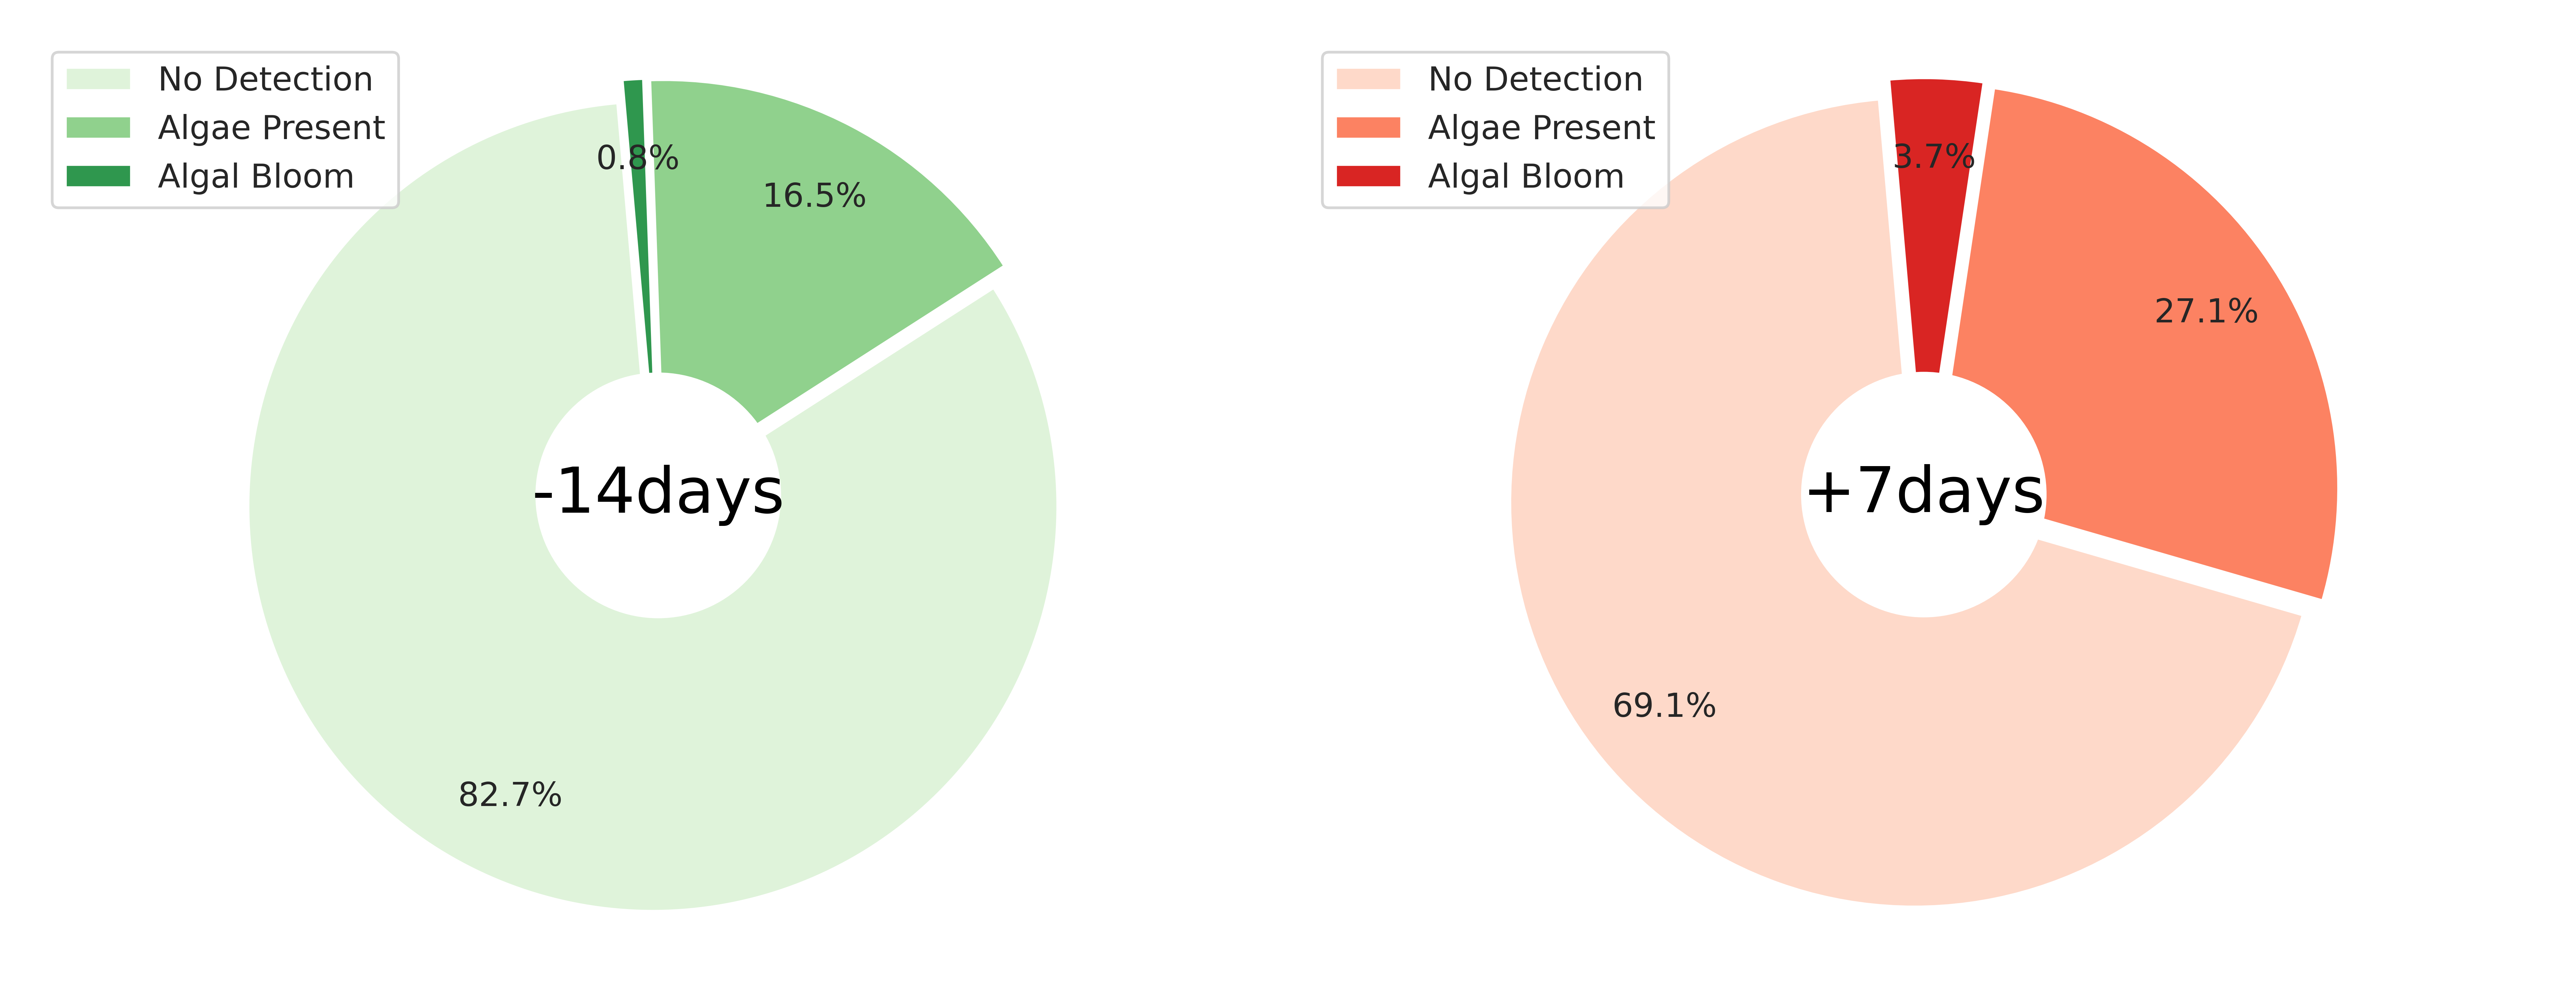 No Detection
Algae Present
Algal Bloom
0.8%
16.5%
-14days
82.7%
No Detection
Algae Present
Algal Bloom
3.7%
27.1%
+7days
69.1%